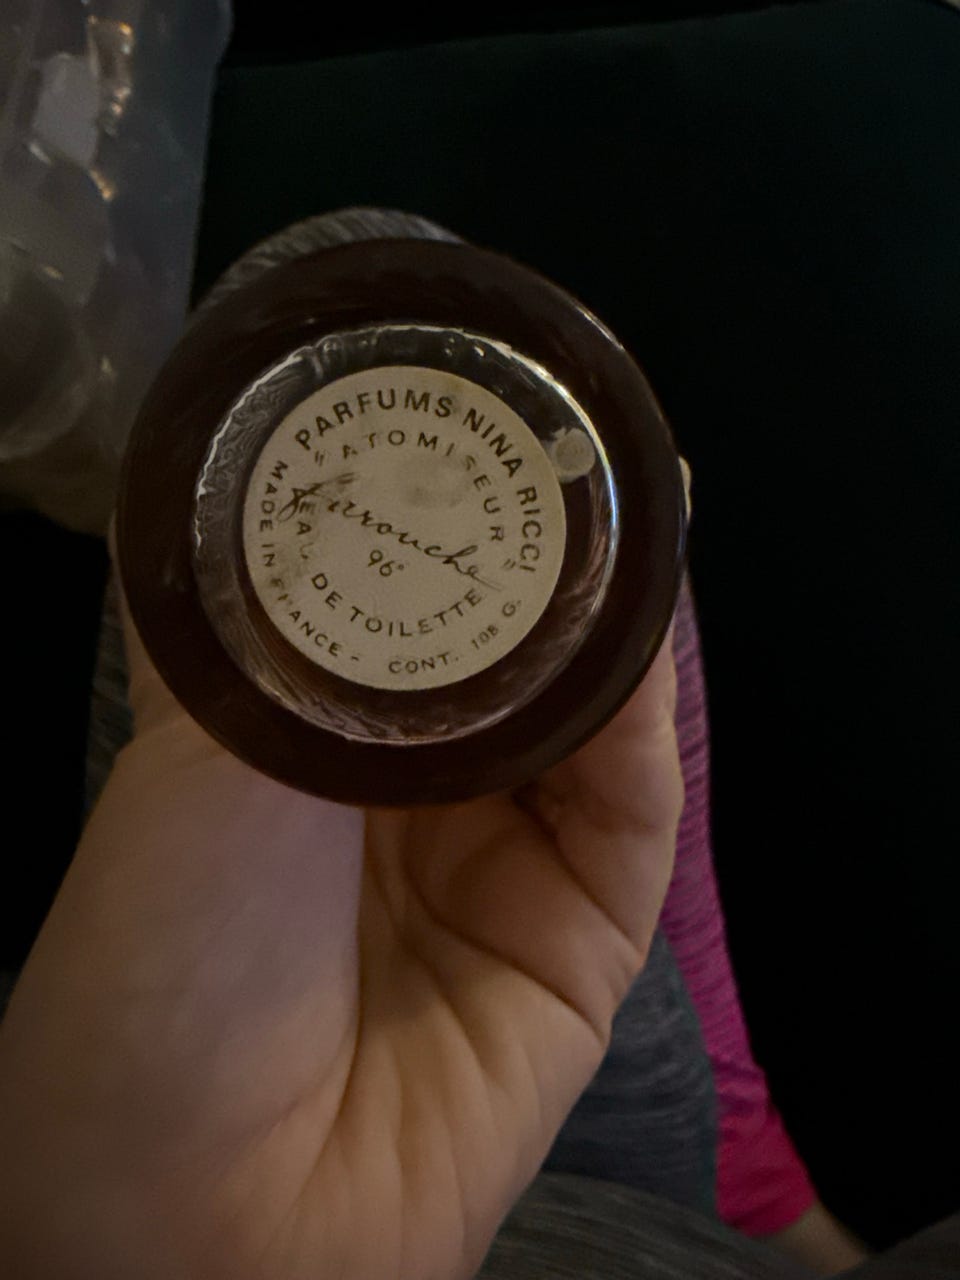 PARFUMS NINA RICCI
"ATOMISEUR"
Farouche
96°
EAU DE TOILETTE
MADE IN FRANCE - CONT. 108 G.